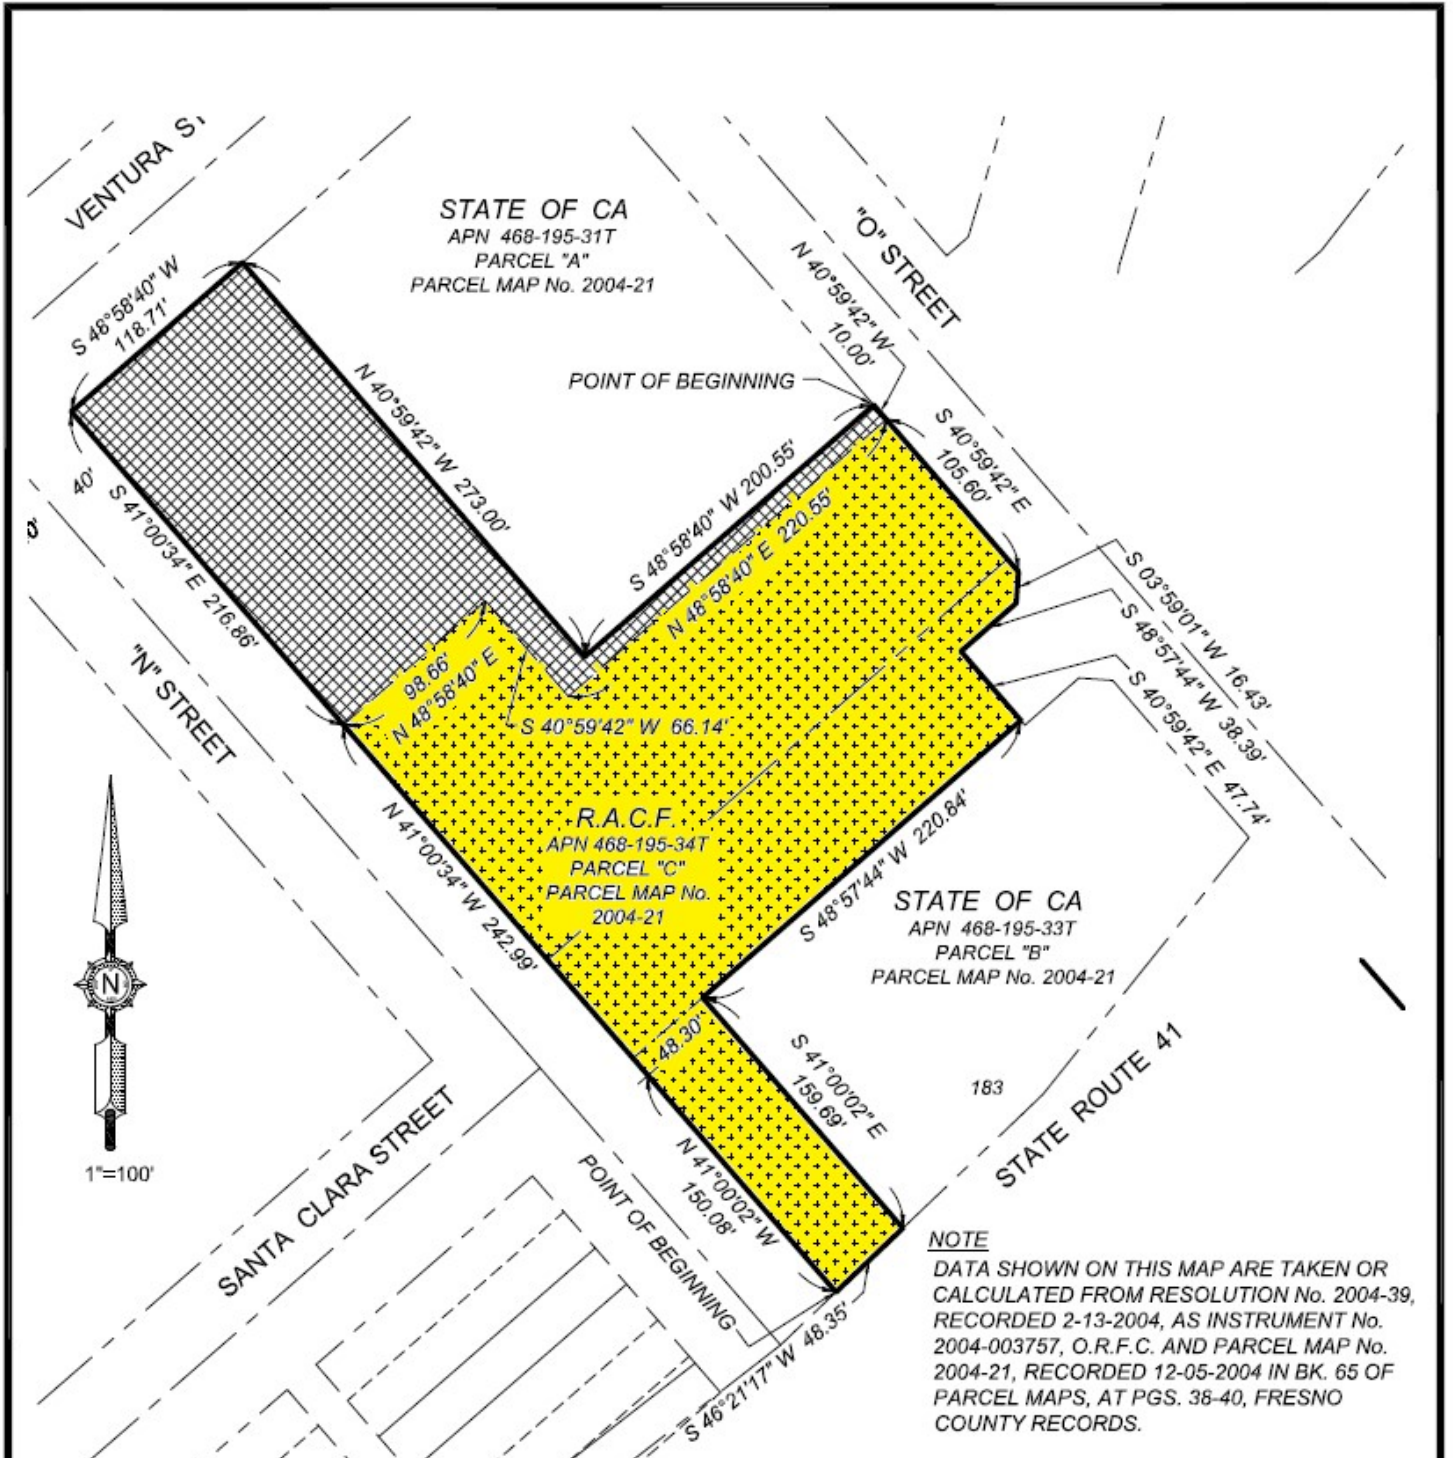 VENTURA ST
STATE OF CA
APN 468-195-31T
PARCEL "A"
PARCEL MAP No. 2004-21
"O" STREET
N 40°59'42" W
10.00'
S 48°58'40" W
118.71'
N 40°59'42" W 273.00'
POINT OF BEGINNING
S 40°59'42" E
105.60'
S 48°58'40" W 200.55'
N 48°58'40" E 220.55'
40'
S 41°00'34" E 216.86'
"N" STREET
98.66'
N 48°58'40" E
S 40°59'42" W 66.14'
S 03°59'01" W 16.43'
S 48°57'44" W 38.39'
S 40°59'42" E 47.74'
R.A.C.F.
APN 468-195-34T
PARCEL "C"
PARCEL MAP No.
2004-21
N 41°00'34" W 242.99'
S 48°57'44" W 220.84'
STATE OF CA
APN 468-195-33T
PARCEL "B"
PARCEL MAP No. 2004-21
N
1"=100'
48.30'
S 41°00'02" E
159.69'
183
STATE ROUTE 41
SANTA CLARA STREET
N 41°00'02" W
150.08'
POINT OF BEGINNING
S 46°21'17" W 48.35'
NOTE
DATA SHOWN ON THIS MAP ARE TAKEN OR
CALCULATED FROM RESOLUTION No. 2004-39,
RECORDED 2-13-2004, AS INSTRUMENT No.
2004-003757, O.R.F.C. AND PARCEL MAP No.
2004-21, RECORDED 12-05-2004 IN BK. 65 OF
PARCEL MAPS, AT PGS. 38-40, FRESNO
COUNTY RECORDS.